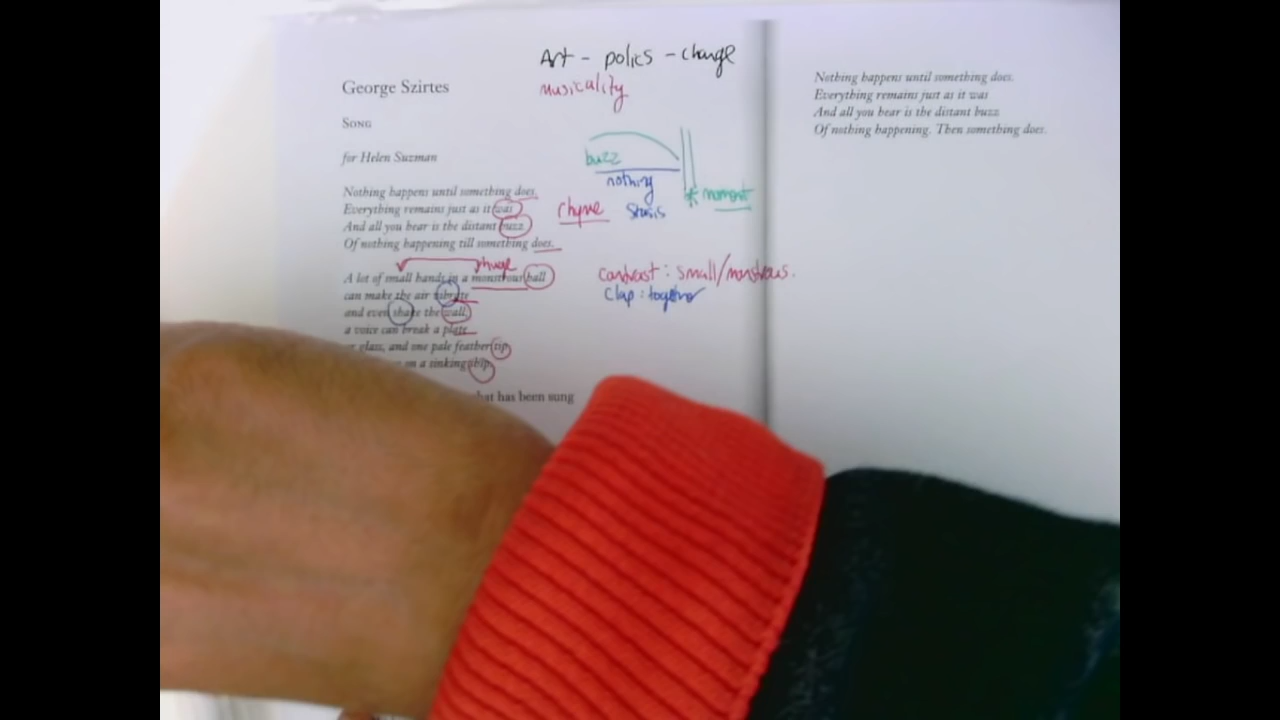 Art - polics - change
musicality
George Szirtes
SONG
for Helen Suzman
Nothing happens until something does.
Everything remains just as it was
And all you hear is the distant buzz
Of nothing happening till something does.
buzz
nothing
moment
rhyme
stasis
huge
A lot of small hands in a monstrous hall
can make the air vibrate
and even shake the wall;
a voice can break a plate
or glass, and one pale feather tip
on a sinking ship.
contrast: small/monstrous.
clap: together
hat has been sung
Nothing happens until something does.
Everything remains just as it was
And all you hear is the distant buzz
Of nothing happening. Then something does.